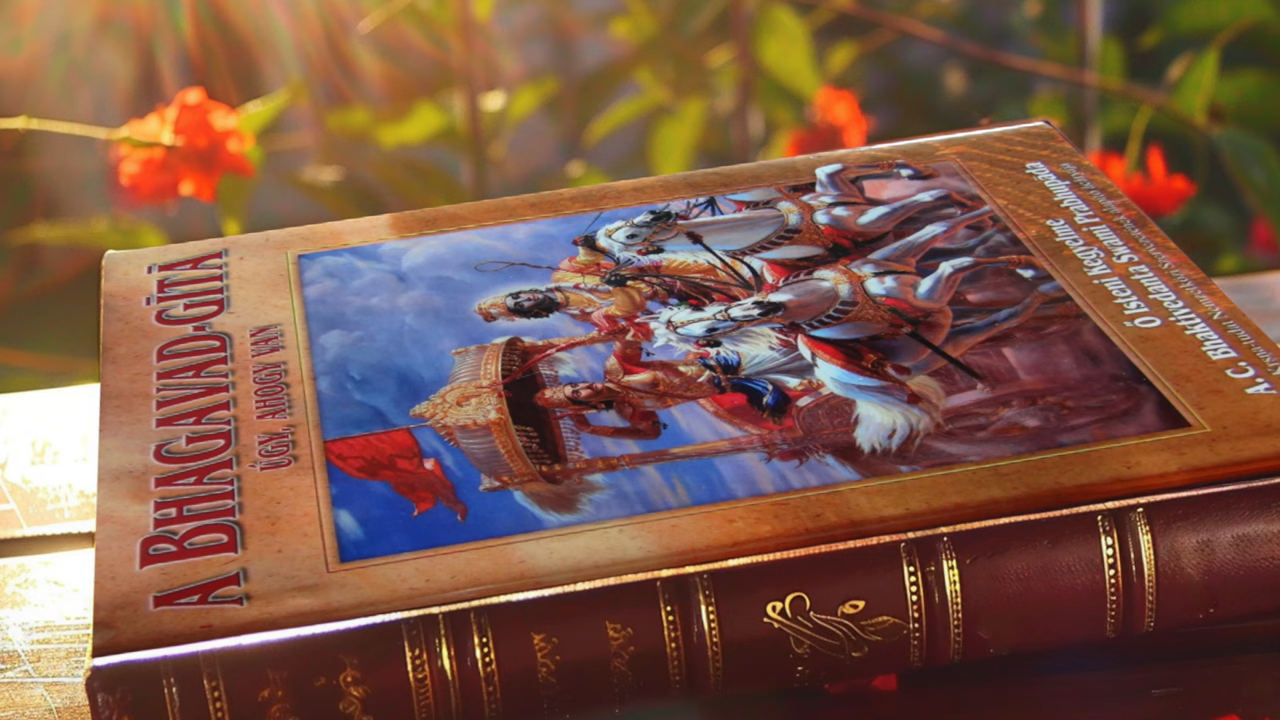 A BHAGAVAD-GĪTĀ
ÚGY, AHOGY VAN
Ő Isteni Kegyelme
A. C. Bhaktivedanta Swami Prabhupāda